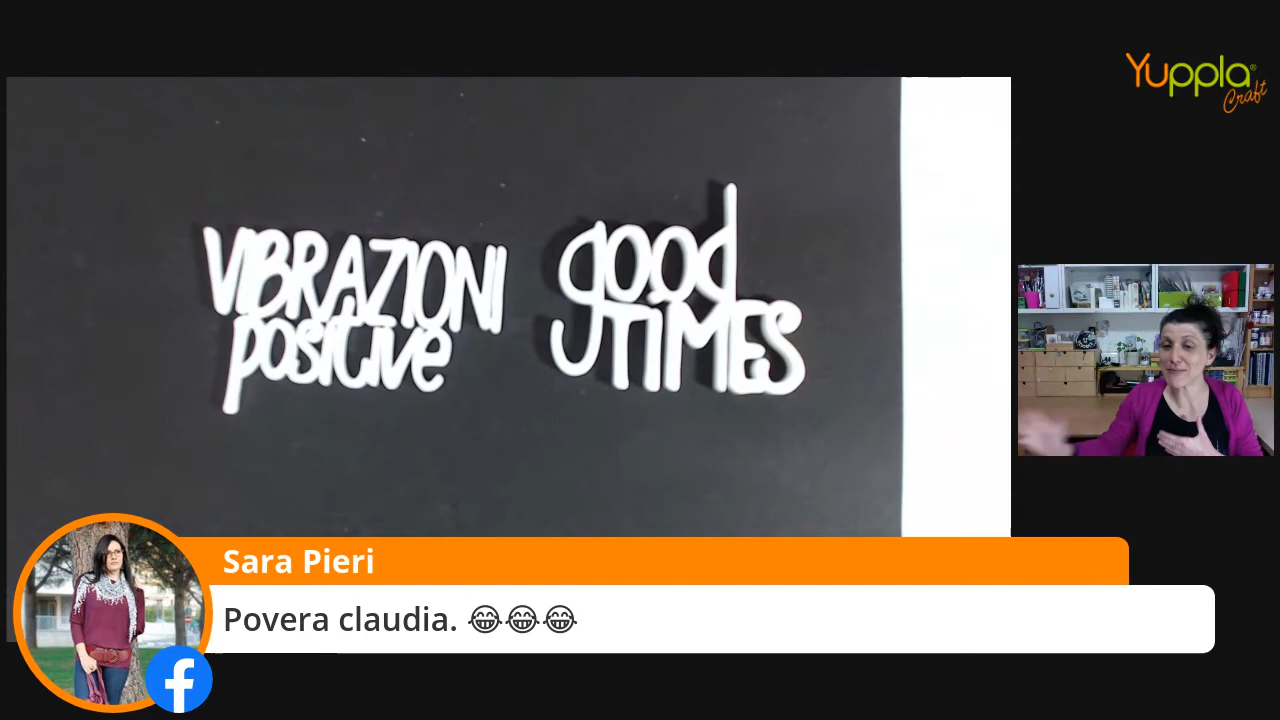 Yuppla®
Craft
VIBRAZIONI
positive
good
TIMES
Sara Pieri
Povera claudia. 😂😂😂